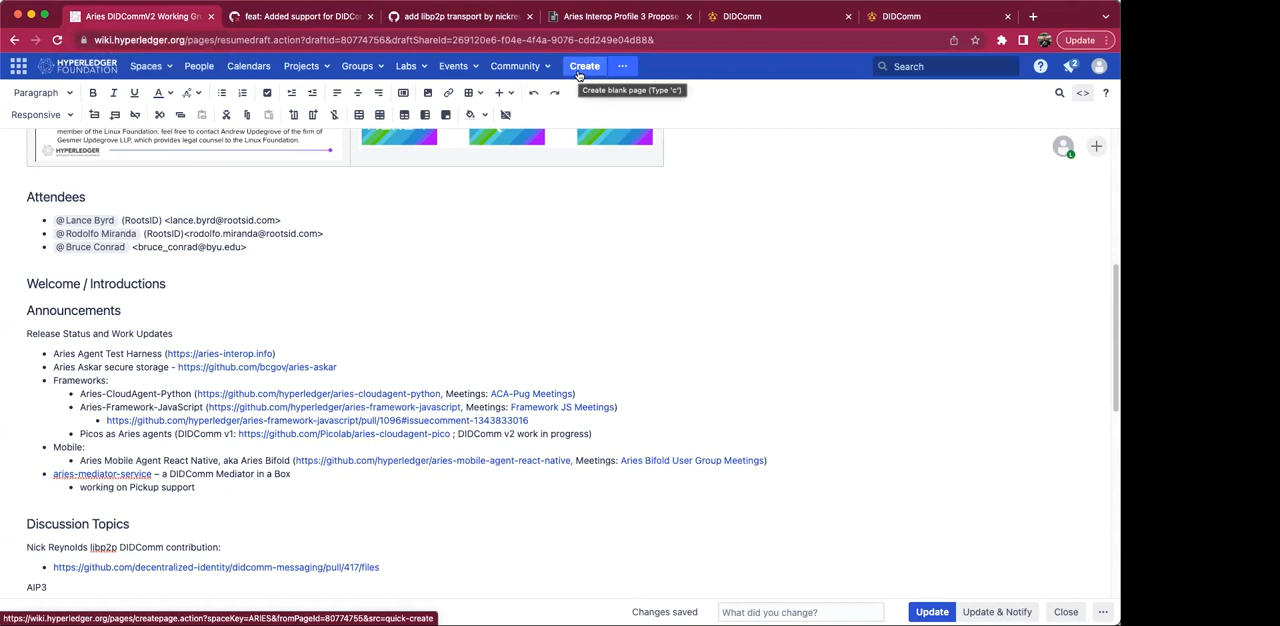 Aries DIDCommV2 Working Gr
feat: Added support for DIDCo
add libp2p transport by nickrey
Aries Interop Profile 3 Propose
DIDComm
DIDComm
wiki.hyperledger.org/pages/resumedraft.action?draftId=80774756&draftShareId=269120e6-f04e-4f4a-9076-cdd249e04d88&
Update
HYPERLEDGER FOUNDATION
Spaces
People
Calendars
Projects
Groups
Labs
Events
Community
Create
Search
2
Create blank page (Type 'c')
Paragraph
Responsive
member of the Linux Foundation, feel free to contact Andrew Updegrove of the firm of
Gesmer Updegrove LLP, which provides legal counsel to the Linux Foundation.
HYPERLEDGER
Attendees
@Lance Byrd (RootsID) <lance.byrd@rootsid.com>
@Rodolfo Miranda (RootsID)<rodolfo.miranda@rootsid.com>
@Bruce Conrad <bruce_conrad@byu.edu>
Welcome / Introductions
Announcements
Release Status and Work Updates
Aries Agent Test Harness (https://aries-interop.info)
Aries Askar secure storage - https://github.com/bcgov/aries-askar
Frameworks:
Aries-CloudAgent-Python (https://github.com/hyperledger/aries-cloudagent-python, Meetings: ACA-Pug Meetings)
Aries-Framework-JavaScript (https://github.com/hyperledger/aries-framework-javascript, Meetings: Framework JS Meetings)
https://github.com/hyperledger/aries-framework-javascript/pull/1096#issuecomment-1343833016
Picos as Aries agents (DIDComm v1: https://github.com/Picolab/aries-cloudagent-pico ; DIDComm v2 work in progress)
Mobile:
Aries Mobile Agent React Native, aka Aries Bifold (https://github.com/hyperledger/aries-mobile-agent-react-native, Meetings: Aries Bifold User Group Meetings)
aries-mediator-service – a DIDComm Mediator in a Box
working on Pickup support
Discussion Topics
Nick Reynolds libp2p DIDComm contribution:
https://github.com/decentralized-identity/didcomm-messaging/pull/417/files
AIP3
Changes saved
What did you change?
Update
Update & Notify
Close
https://wiki.hyperledger.org/pages/createpage.action?spaceKey=ARIES&fromPageId=80774755&src=quick-create